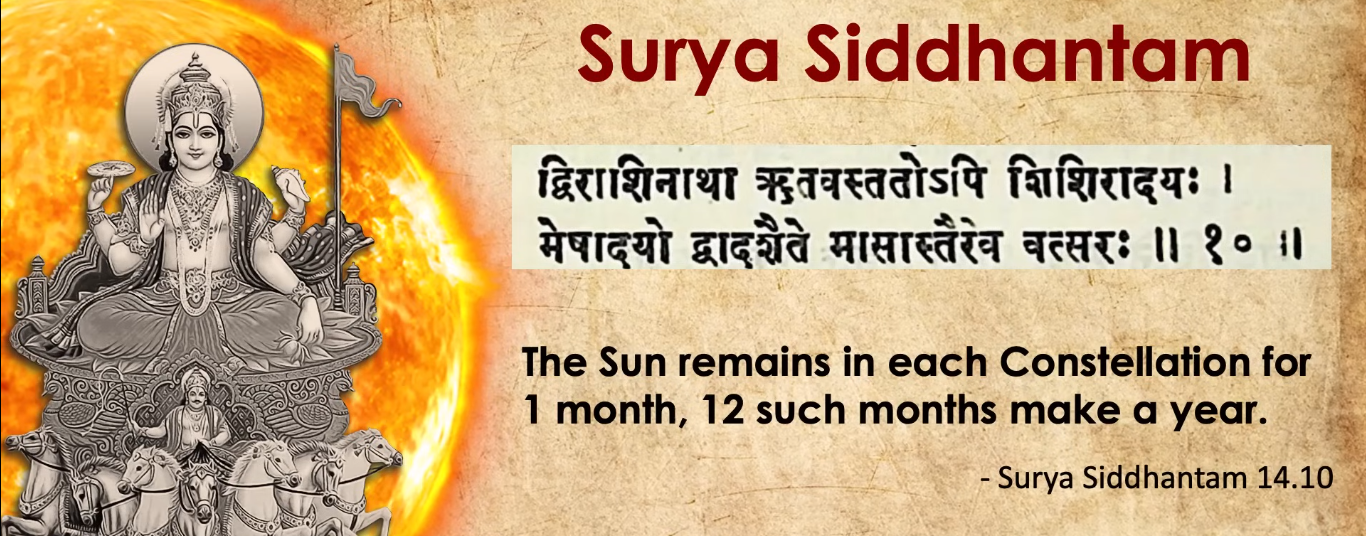 Surya Siddhantam
द्विराशिनाथा ऋतवस्ततोऽपि शिशिरादयः ।
मेषादयो द्वादशैते मासास्तैरेव वत्सरः ॥ १० ॥
The Sun remains in each Constellation for
1 month, 12 such months make a year.
- Surya Siddhantam 14.10